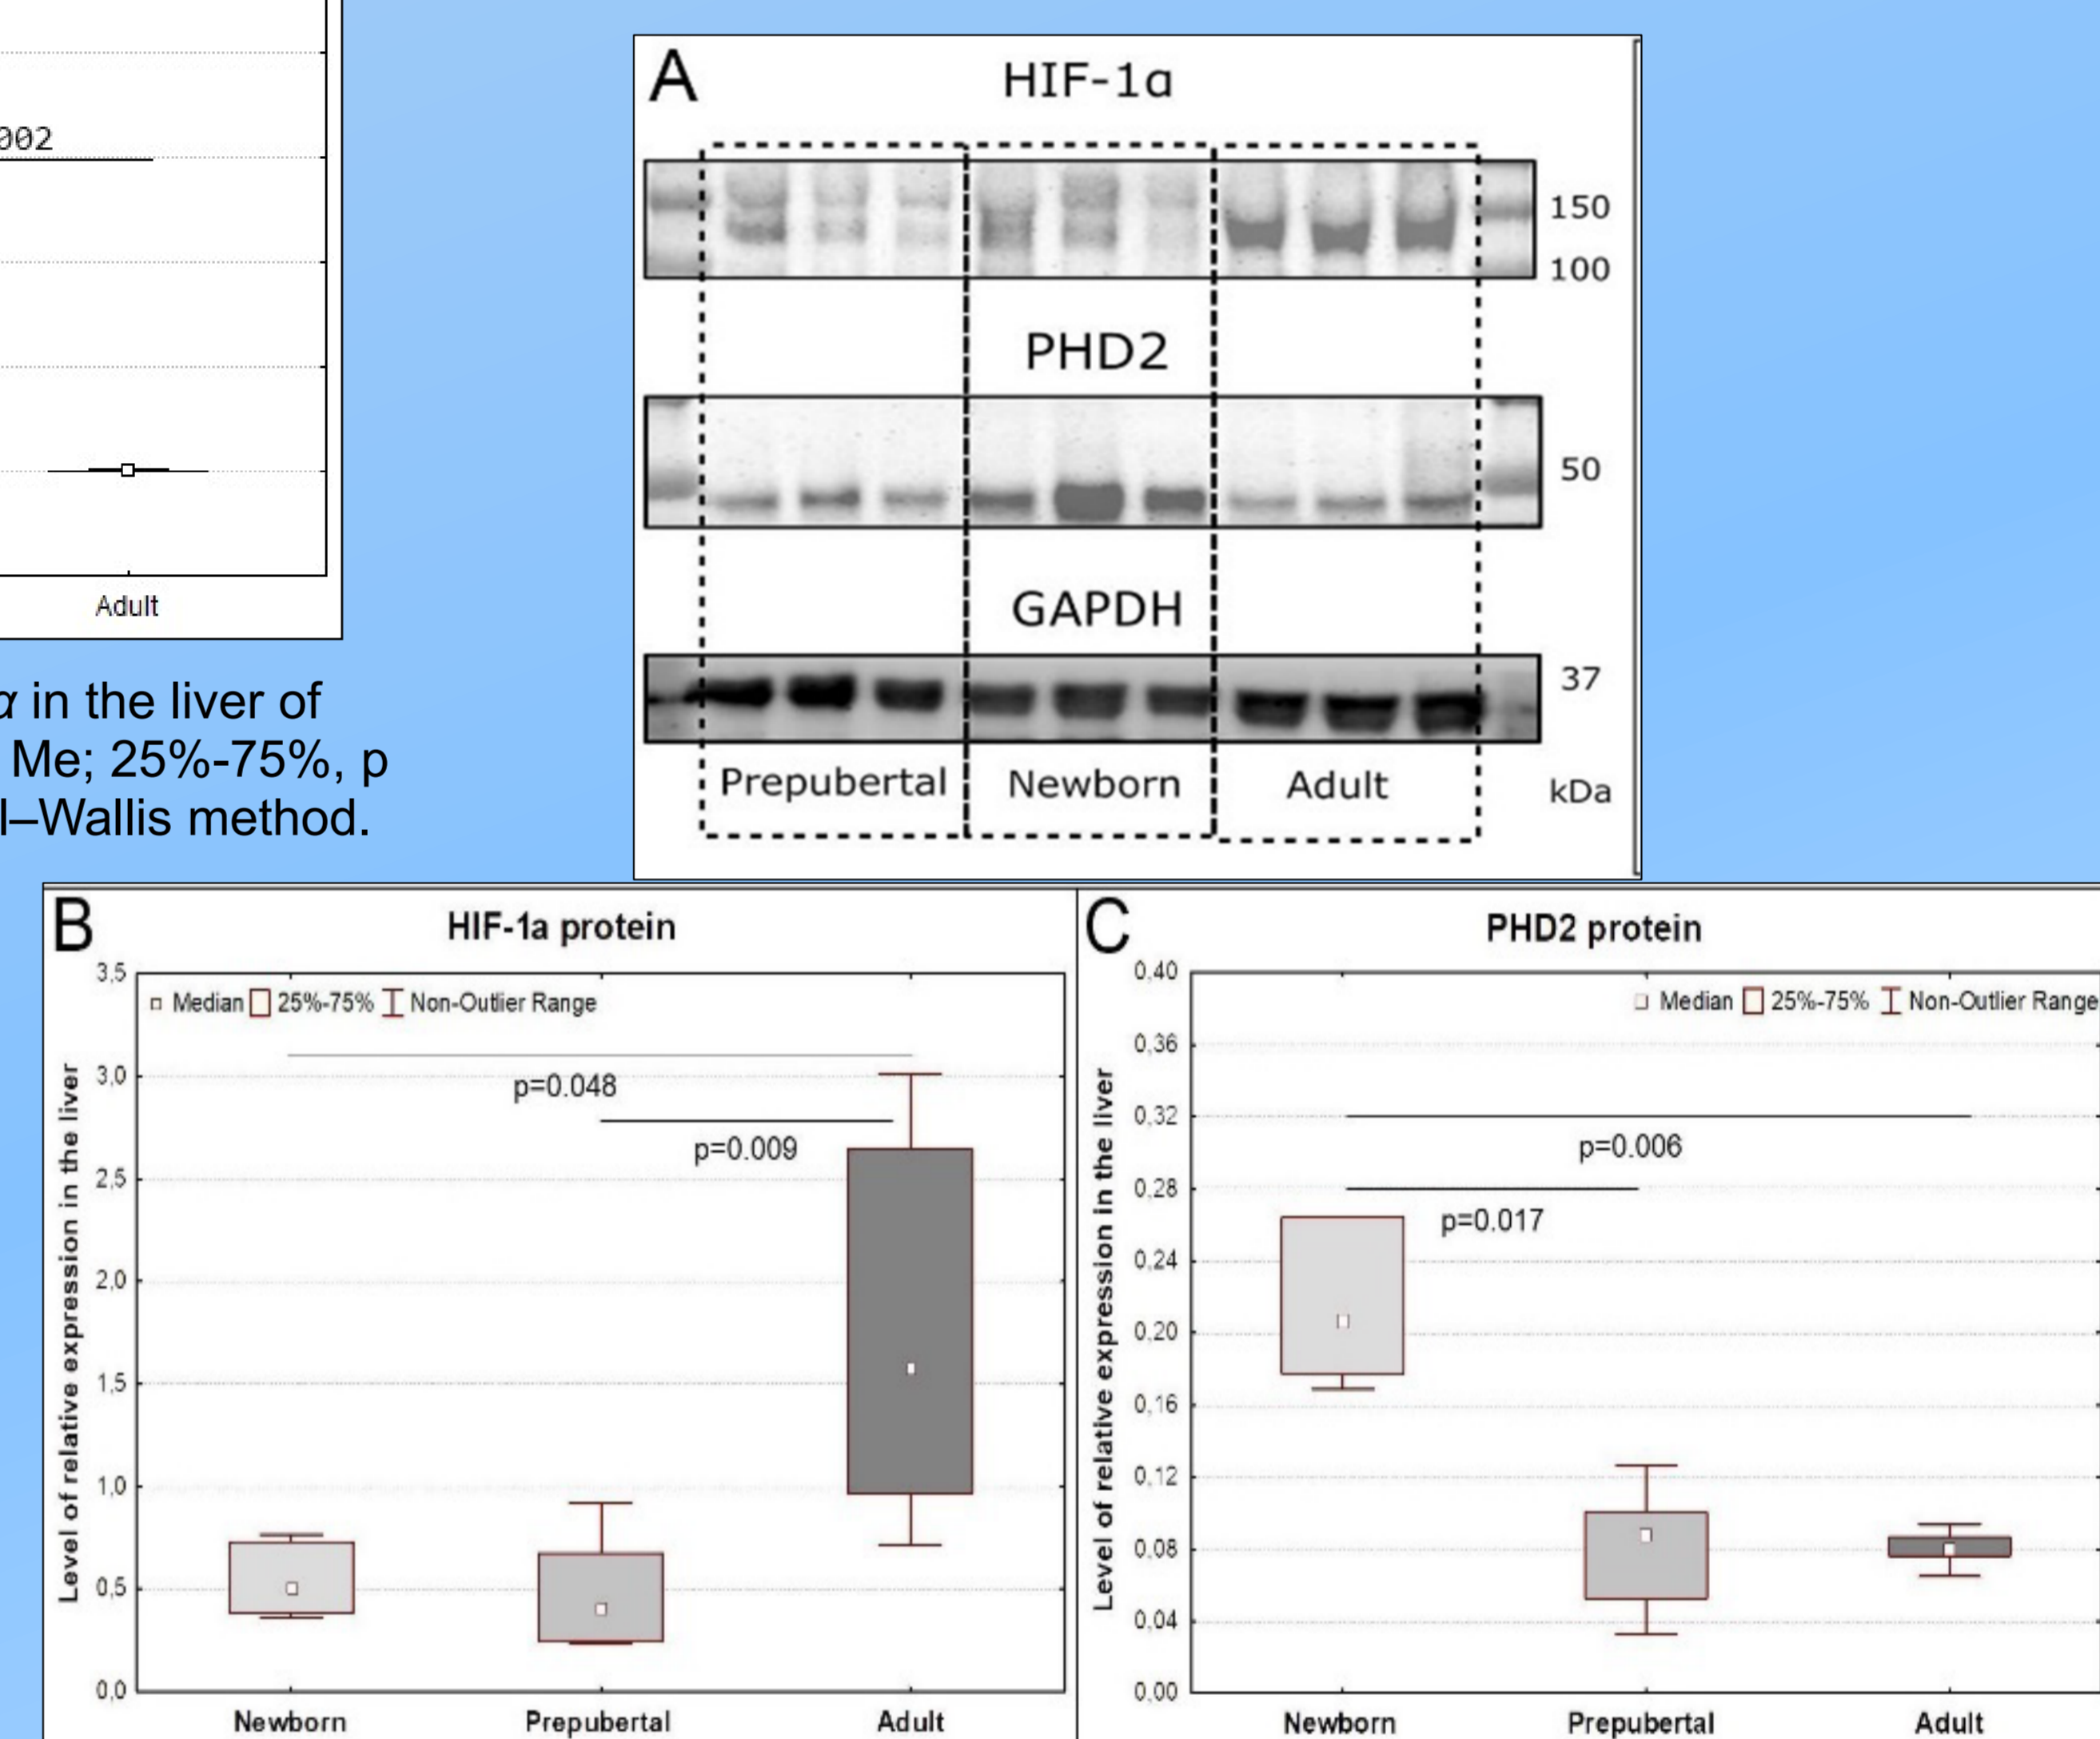 002
Adult
α in the liver of
Me; 25%-75%, p
l–Wallis method.
A
HIF-1α
150
100
PHD2
50
GAPDH
37
Prepubertal Newborn Adult kDa
B
HIF-1a protein
Median 25%-75% Non-Outlier Range
Level of relative expression in the liver
3,5
3,0
2,5
2,0
1,5
1,0
0,5
0,0
p=0.048
p=0.009
Newborn Prepubertal Adult
C
PHD2 protein
Median 25%-75% Non-Outlier Range
Level of relative expression in the liver
0,40
0,36
0,32
0,28
0,24
0,20
0,16
0,12
0,08
0,04
0,00
p=0.006
p=0.017
Newborn Prepubertal Adult